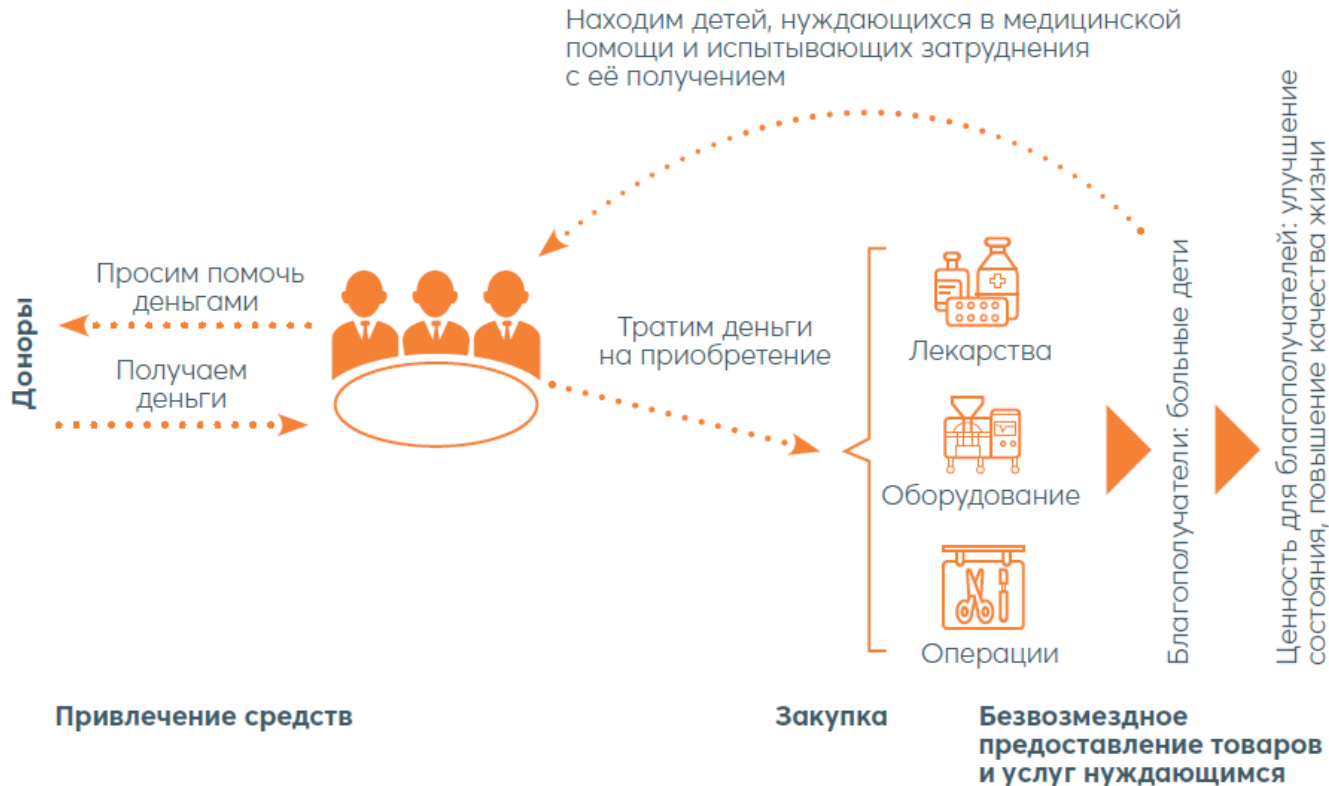 Находим детей, нуждающихся в медицинской
помощи и испытывающих затруднения
с её получением
Доноры
Просим помочь
деньгами
Получаем
деньги
Тратим деньги
на приобретение
Лекарства
Оборудование
Операции
Благополучатели: больные дети
Ценность для благополучателей: улучшение
состояния, повышение качества жизни
Привлечение средств
Закупка
Безвозмездное
предоставление товаров
и услуг нуждающимся